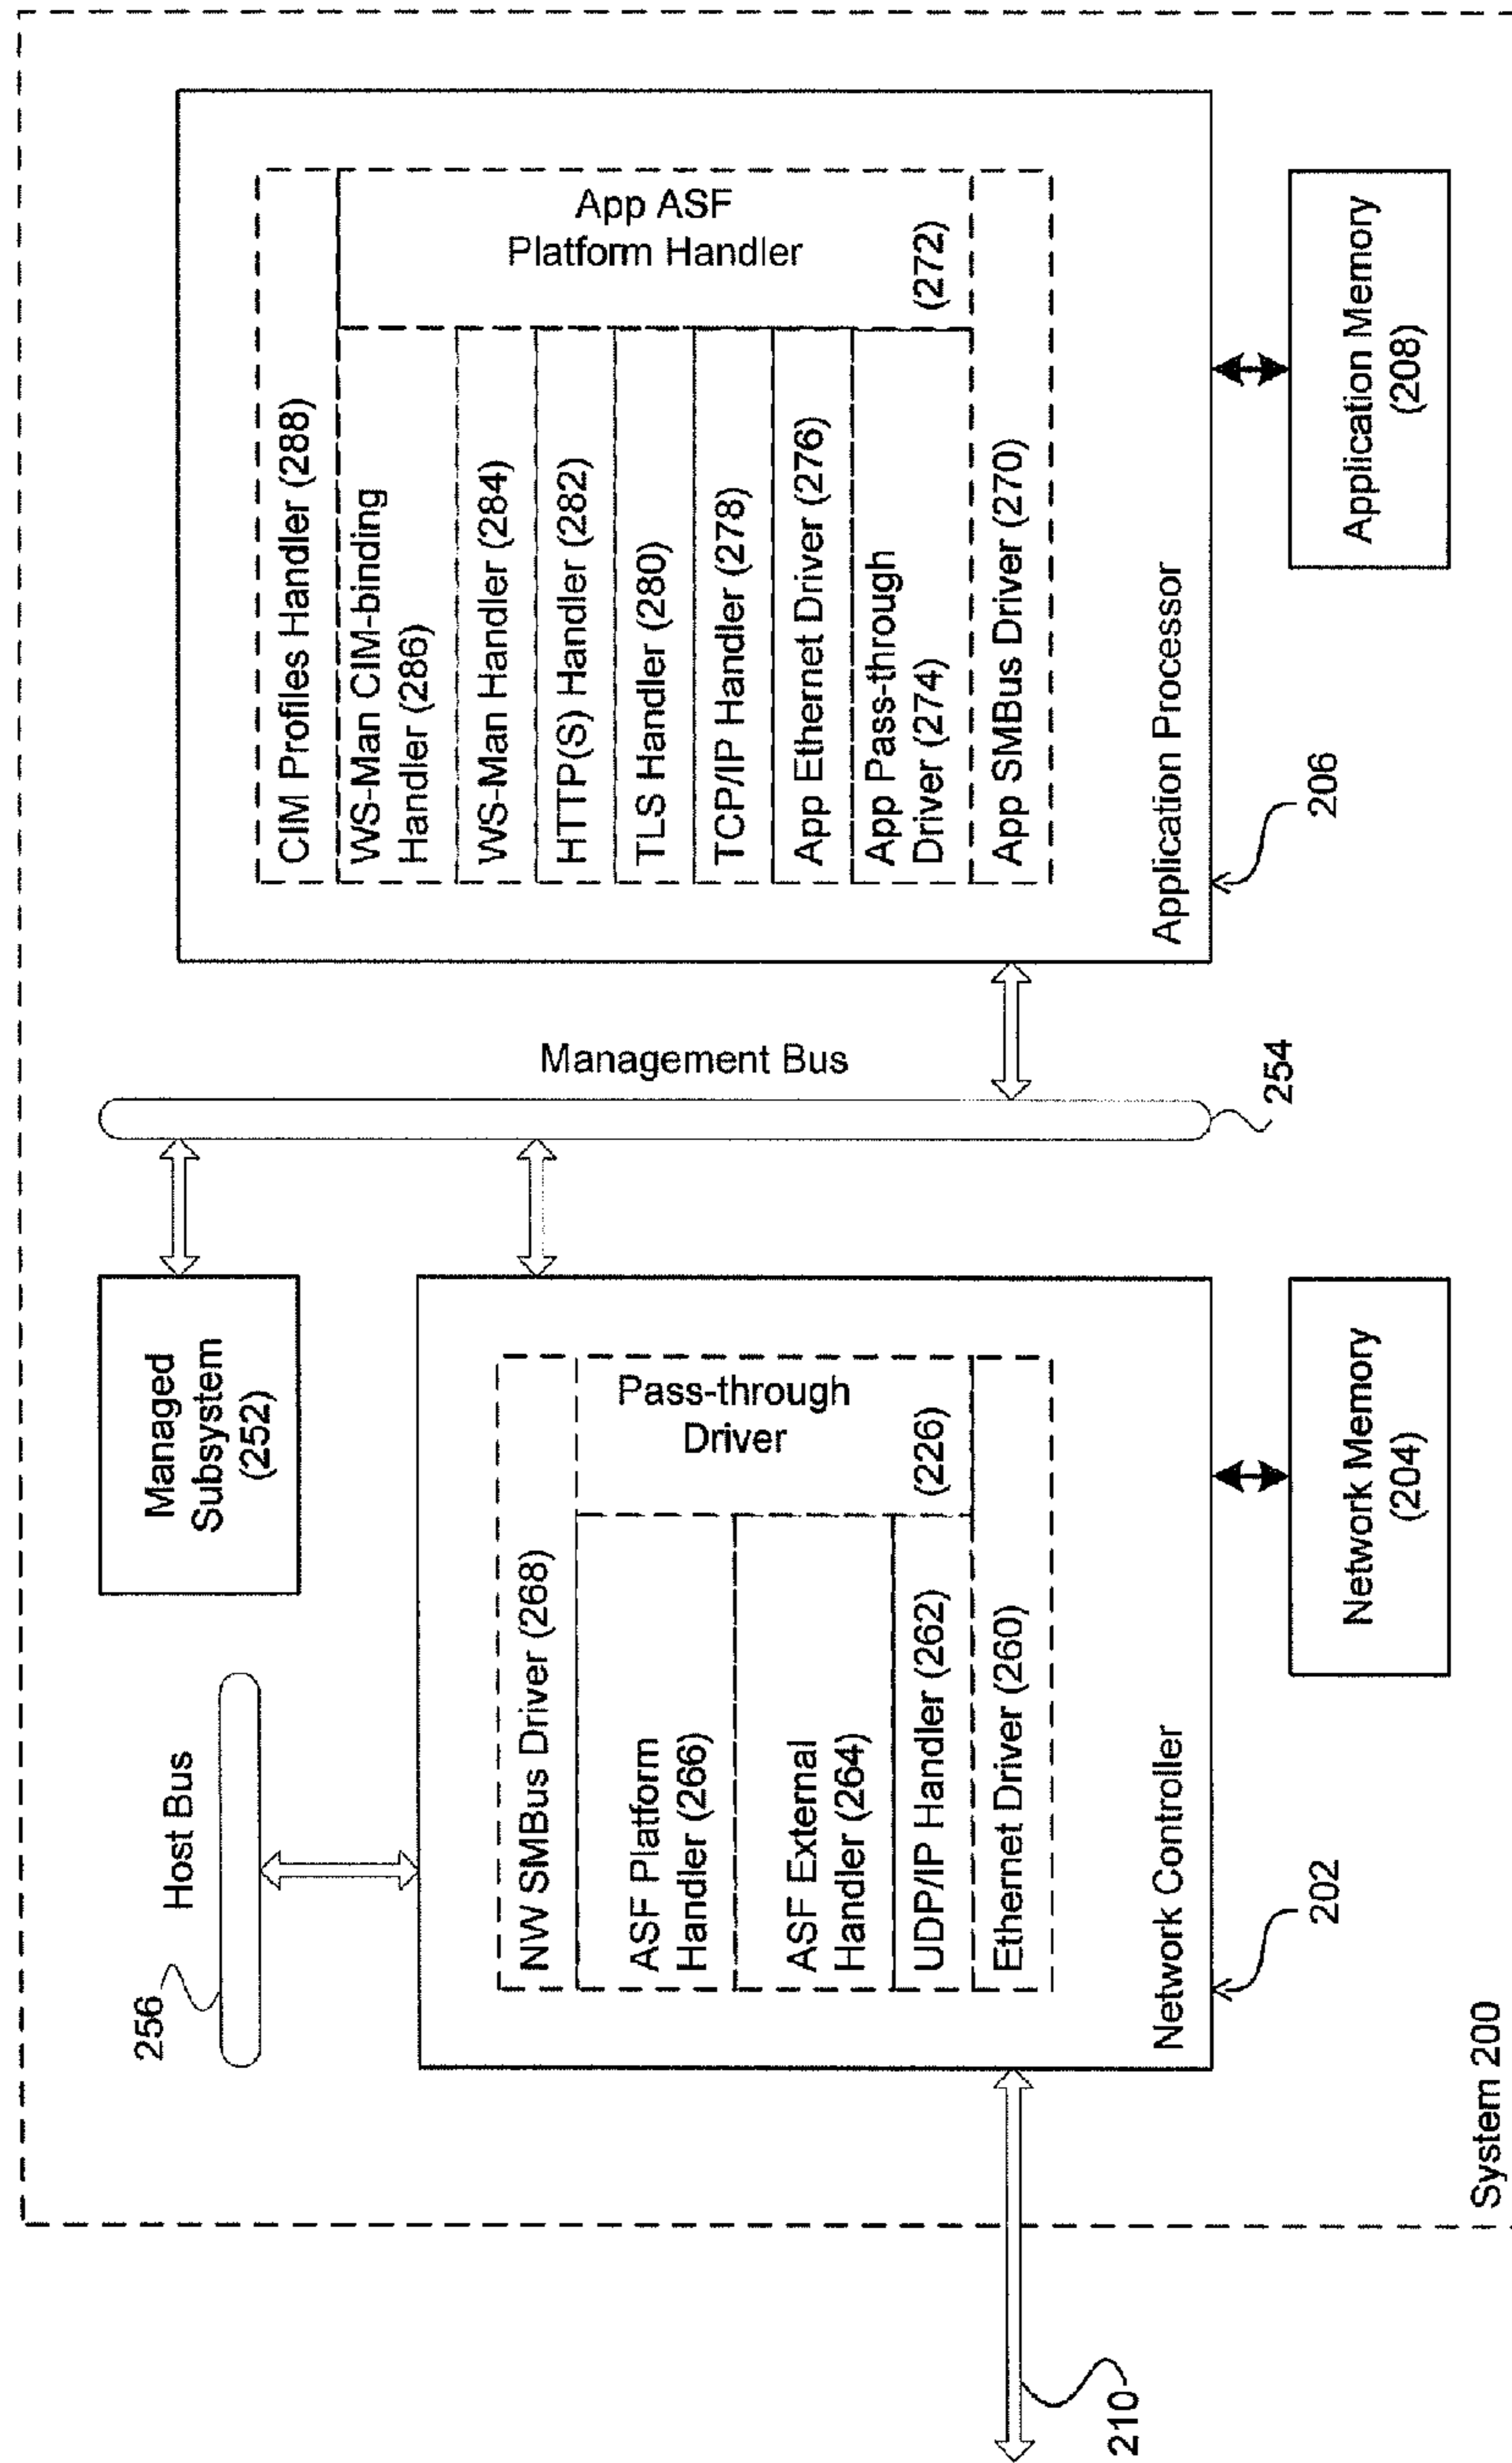 System 200
210
256
Host Bus
Managed
Subsystem
(252)
Management Bus
254
NW SMBus Driver (268)
ASF Platform
Handler (266)
ASF External
Handler (264)
UDP/IP Handler (262)
Pass-through
Driver
(226)
Ethernet Driver (260)
Network Controller
202
Network Memory
(204)
CIM Profiles Handler (288)
WS-Man CIM-binding
Handler (286)
WS-Man Handler (284)
HTTP(S) Handler (282)
TLS Handler (280)
TCP/IP Handler (278)
App Ethernet Driver (276)
App Pass-through
Driver (274)
App ASF
Platform Handler
(272)
App SMBus Driver (270)
Application Processor
206
Application Memory
(208)